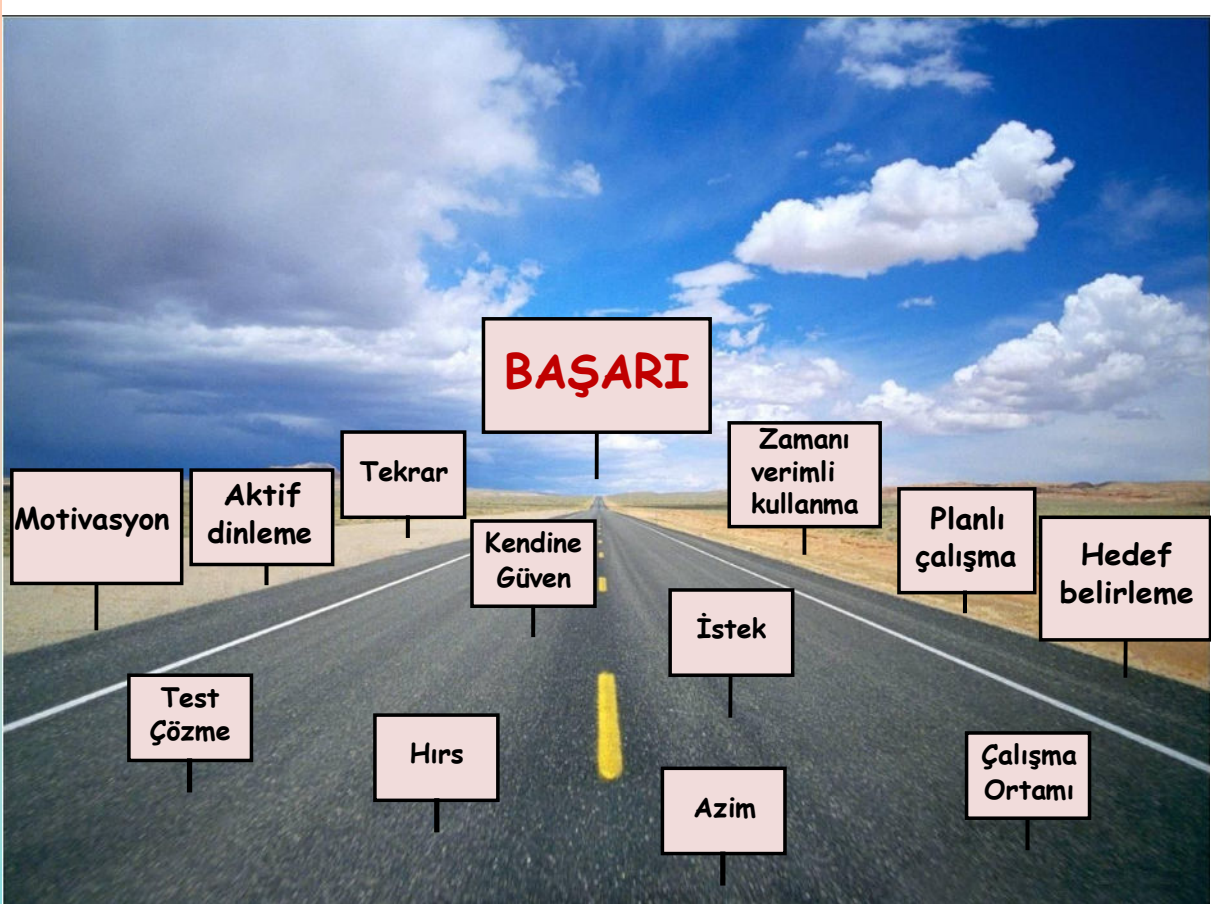 BAŞARI
Zamanı
verimli
kullanma
Tekrar
Aktif
dinleme
Motivasyon
Planlı
çalışma
Hedef
belirleme
Kendine
Güven
İstek
Test
Çözme
Hırs
Azim
Çalışma
Ortamı